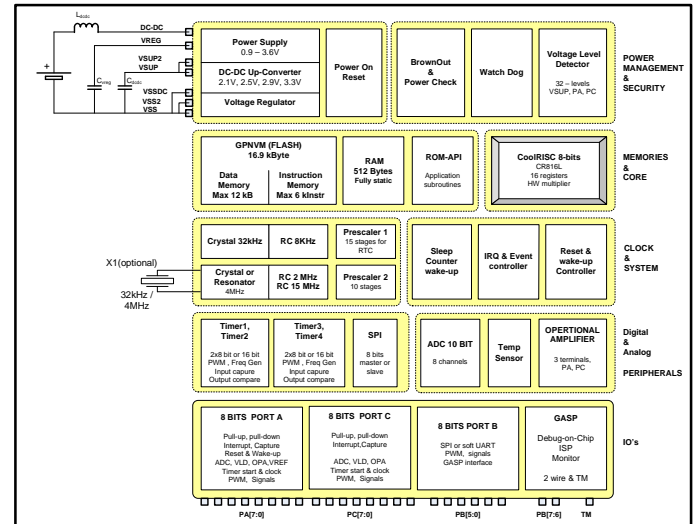 L dcdc
DC-DC
VREG
VSUP2
VSUP
VSSDC
VSS2
VSS
C vreg
C dcdc
+
Power Supply
0.9 – 3.6V
DC-DC Up-Converter
2.1V, 2.5V, 2.9V, 3.3V
Voltage Regulator
Power On
Reset
BrownOut
&
Power Check
Watch Dog
Voltage Level
Detector
32 – levels
VSUP, PA, PC
POWER
MANAGEMENT
&
SECURITY
GPNVM (FLASH)
16.9 kByte
Data
Memory
Max 12 kB
Instruction
Memory
Max 6 kInstr
RAM
512 Bytes
Fully static
ROM-API
Application
subroutines
CoolRISC 8-bits
CR816L
16 registers
HW multiplier
MEMORIES
&
CORE
Crystal 32kHz
RC 8KHz
Prescaler 1
15 stages for
RTC
Crystal or
Resonator
4MHz
RC 2 MHz
RC 15 MHz
Prescaler 2
10 stages
X1(optional)
32kHz /
4MHz
Sleep
Counter
wake-up
IRQ & Event
controller
Reset &
wake-up
Controller
CLOCK
&
SYSTEM
Timer1,
Timer2
2x8 bit or 16 bit
PWM , Freq Gen
Input capure
Output compare
Timer3,
Timer4
2x8 bit or 16 bit
PWM , Freq Gen
Input capure
Output compare
SPI
8 bits
master or
slave
ADC 10 BIT
8 channels
Temp
Sensor
OPERTIONAL
AMPLIFIER
3 terminals,
PA, PC
Digital
&
Analog
PERIPHERALS
8 BITS PORT A
Pull-up, pull-down
Interrupt, Capture
Reset & Wake-up
ADC, VLD, OPA,VREF
Timer start & clock
PWM, Signals
8 BITS PORT C
Pull-up, pull-down
Interrupt,Capture
ADC, VLD, OPA
Timer start & clock
PWM, Signals
8 BITS PORT B
SPI or soft UART
PWM, signals
GASP interface
GASP
Debug-on-Chip
ISP
Monitor
2 wire & TM
IO's
PA[7:0]
PC[7:0]
PB[5:0]
PB[7:6]
TM